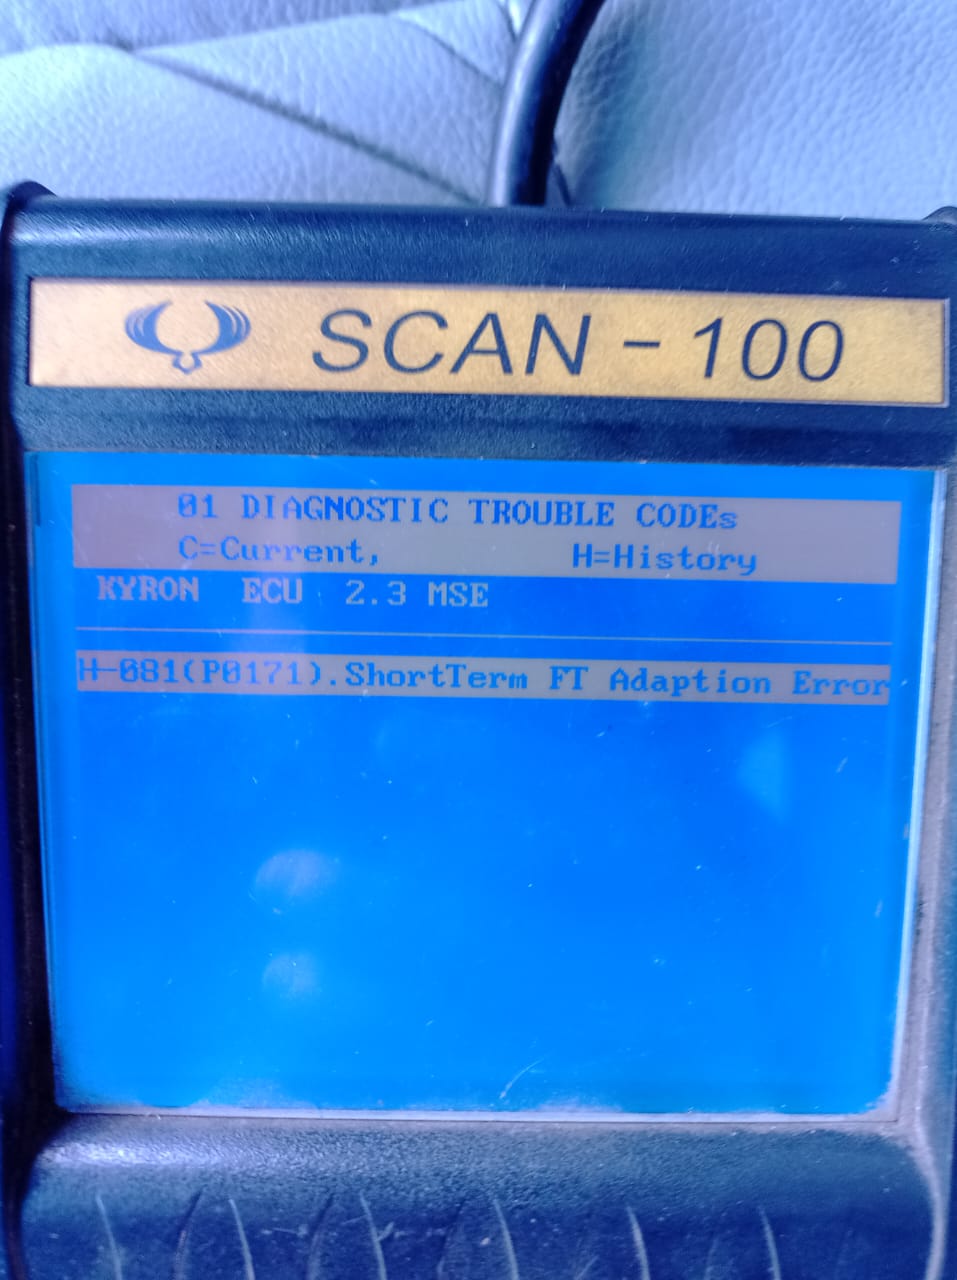 SCAN-100
01 DIAGNOSTIC TROUBLE CODEs
C=Current, H=History
KYRON ECU 2.3 MSE
H-081(P0171).ShortTerm FT Adaption Error